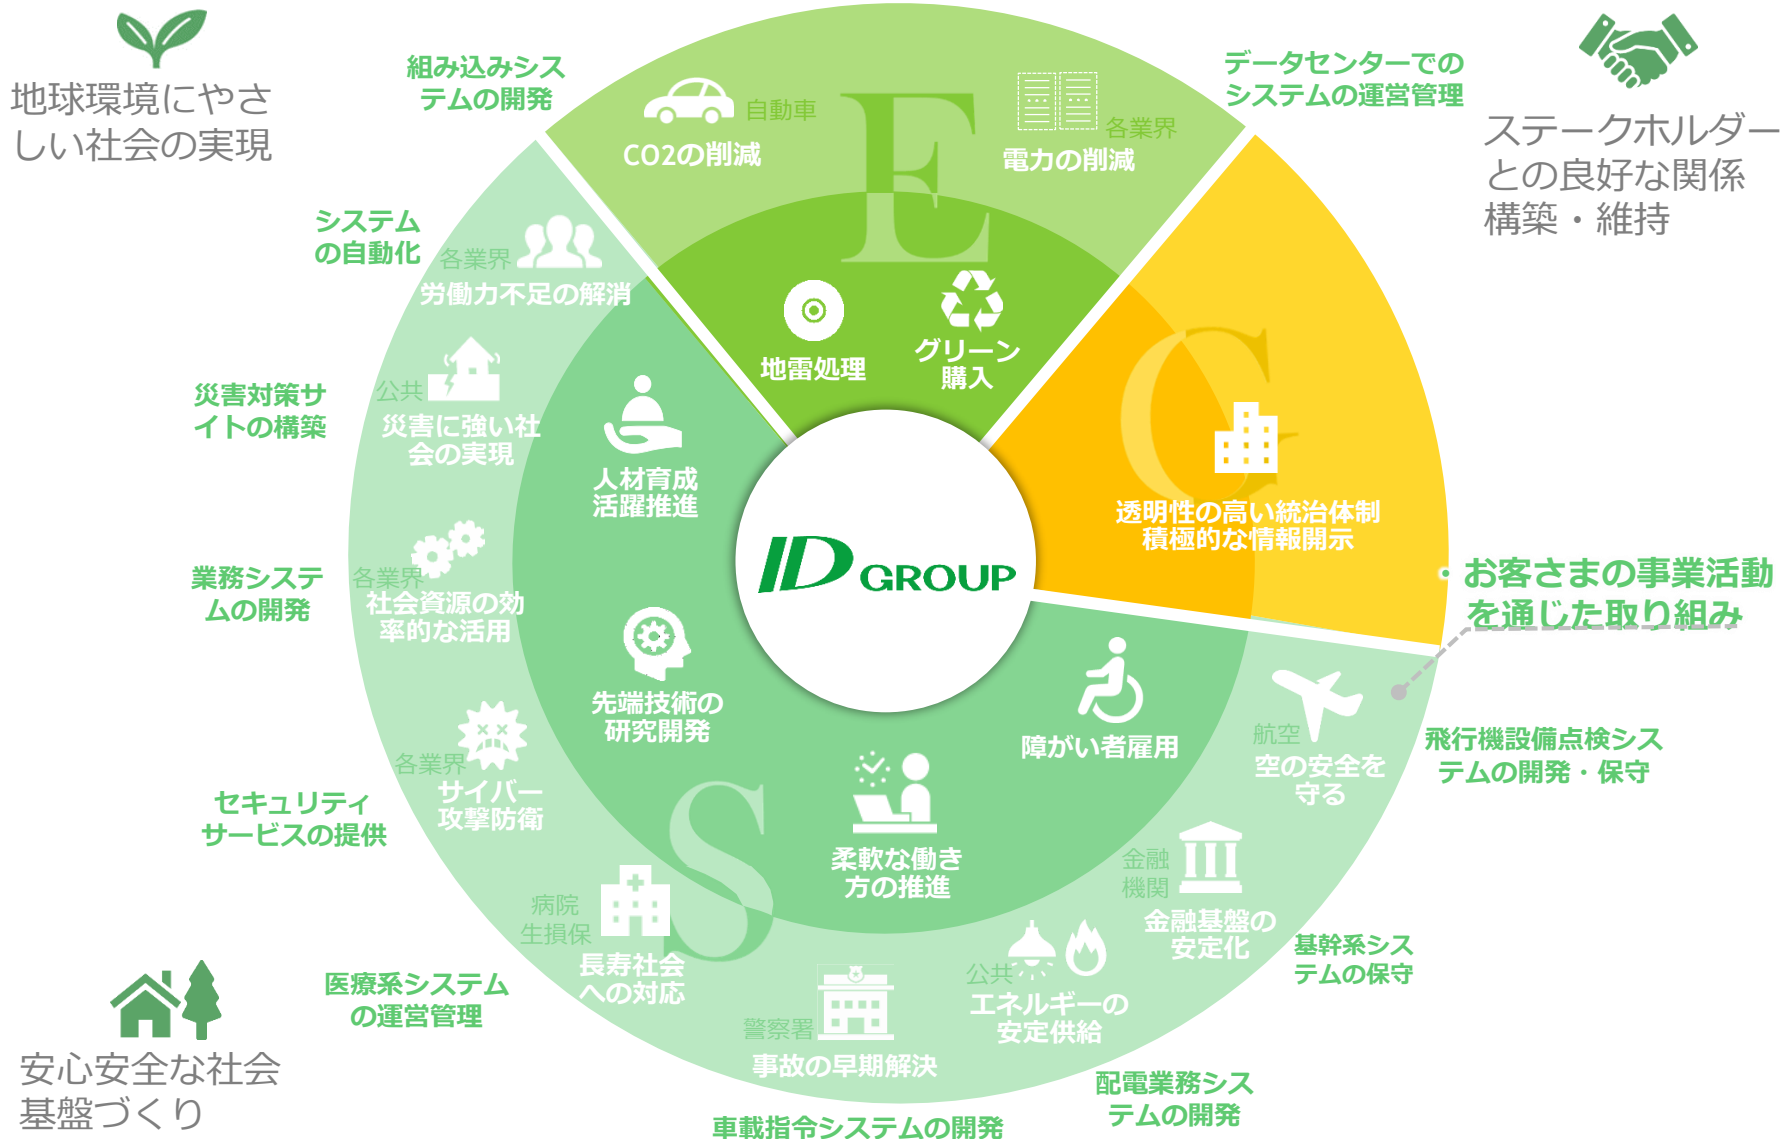 地球環境にやさ
しい社会の実現
組み込みシス
テムの開発
自動車
CO2の削減
E
各業界
電力の削減
データセンターでの
システムの運営管理
ステークホルダー
との良好な関係
構築・維持
地雷処理
グリーン
購入
システム
の自動化
各業界
労働力不足の解消
災害対策サ
イトの構築
公共
災害に強い社
会の実現
人材育成
活躍推進
G
透明性の高い統治体制
積極的な情報開示
ID GROUP
お客さまの事業活動
を通じた取り組み
業務システ
ムの開発
各業界
社会資源の効
率的な活用
先端技術の
研究開発
障がい者雇用
航空
空の安全を
守る
飛行機設備点検シス
テムの開発・保守
セキュリティ
サービスの提供
各業界
サイバー
攻撃防衛
S
柔軟な働き
方の推進
金融
機関
金融基盤の
安定化
基幹系シス
テムの保守
医療系システム
の運営管理
病院
生損保
長寿社会
への対応
警察署
事故の早期解決
車載指令システムの開発
公共
エネルギーの
安定供給
配電業務シス
テムの開発
安心安全な社会
基盤づくり